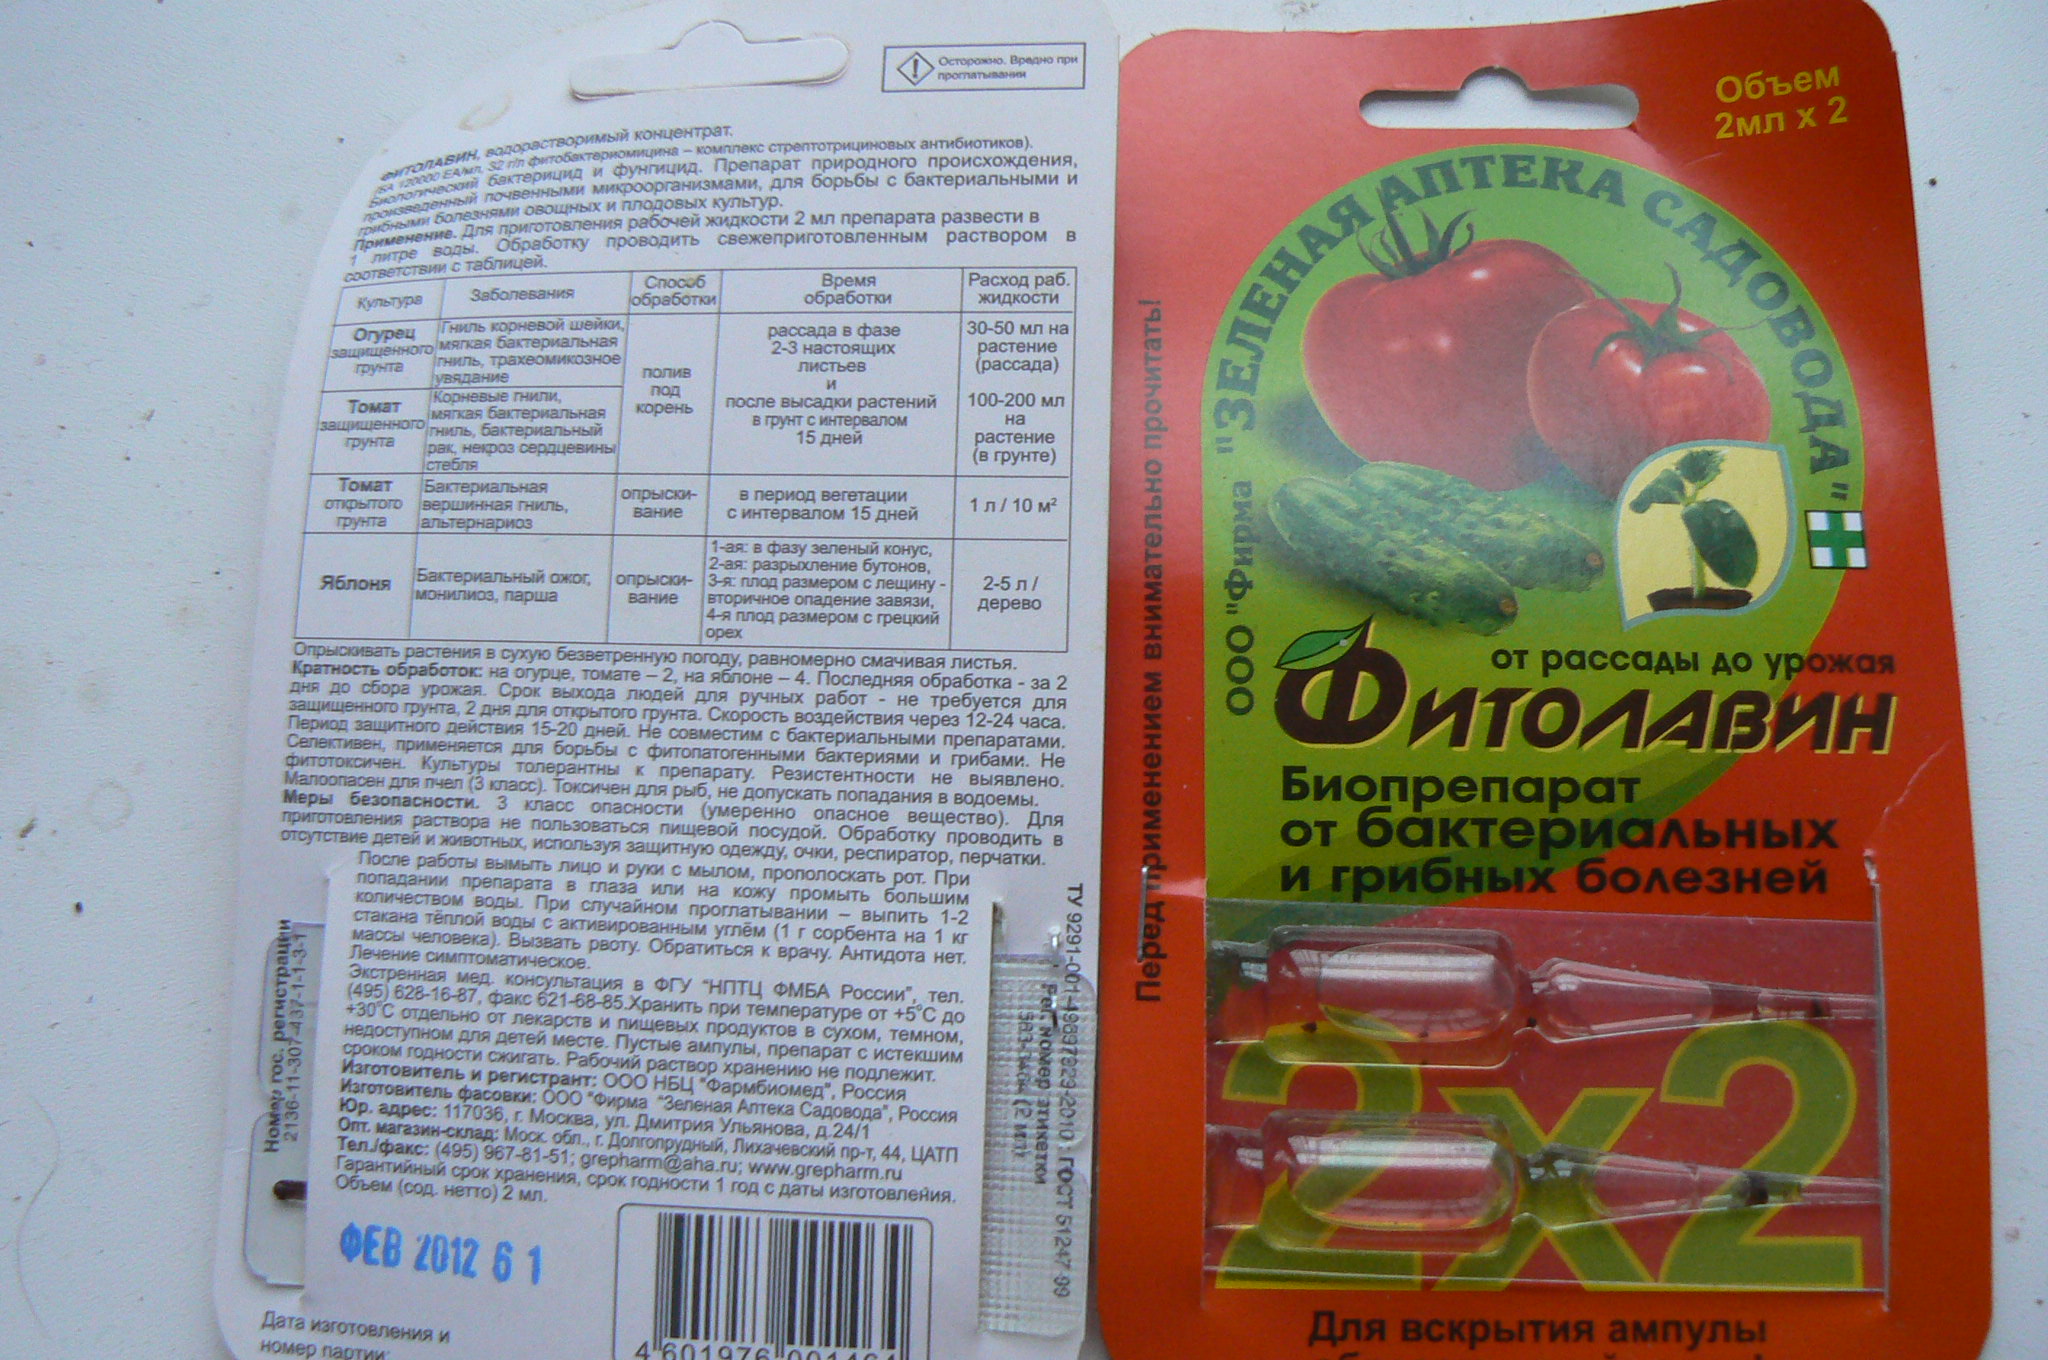 Осторожно. Вредно при
проглатывании
ФИТОЛАВИН, водорастворимый концентрат.
(БА 120000 ЕА/мл, 32 г/л фитобактериомицина – комплекс стрептотрициновых антибиотиков).
Биологический бактерицид и фунгицид. Препарат природного происхождения,
произведенный почвенными микроорганизмами, для борьбы с бактериальными и
грибными болезнями овощных и плодовых культур.
Применение. Для приготовления рабочей жидкости 2 мл препарата развести в
1 литре воды. Обработку проводить свежеприготовленным раствором в
соответствии с таблицей.
Культура Заболевания Способ обработки Время обработки Расход раб. жидкости
Огурец защищенного грунта
Гниль корневой шейки,
мягкая бактериальная
гниль, трахеомикозное
увядание
Томат защищенного грунта
Корневые гнили,
мягкая бактериальная
гниль, бактериальный
рак, некроз сердцевины
стебля
полив
под
корень
рассада в фазе
2-3 настоящих
листьев
и
после высадки растений
в грунт с интервалом
15 дней
30-50 мл на
растение
(рассада)
100-200 мл
на
растение
(в грунте)
Томат
открытого
грунта
Бактериальная
вершинная гниль,
альтернариоз
опрыски-
вание
в период вегетации
с интервалом 15 дней
1 л / 10 м²
Яблоня
Бактериальный ожог,
монилиоз, парша
опрыски-
вание
1-ая: в фазу зеленый конус,
2-ая: разрыхление бутонов,
3-я: плод размером с лещину -
вторичное опадение завязи,
4-я плод размером с грецкий
орех
2-5 л /
дерево
Опрыскивать растения в сухую безветренную погоду, равномерно смачивая листья.
Кратность обработок: на огурце, томате – 2, на яблоне – 4. Последняя обработка - за 2
дня до сбора урожая. Срок выхода людей для ручных работ - не требуется для
защищенного грунта, 2 дня для открытого грунта. Скорость воздействия через 12-24 часа.
Период защитного действия 15-20 дней. Не совместим с бактериальными препаратами.
Селективен, применяется для борьбы с фитопатогенными бактериями и грибами. Не
фитотоксичен. Культуры толерантны к препарату. Резистентности не выявлено.
Малоопасен для пчел (3 класс). Токсичен для рыб, не допускать попадания в водоемы.
Меры безопасности. 3 класс опасности (умеренно опасное вещество). Для
приготовления раствора не пользоваться пищевой посудой. Обработку проводить в
отсутствие детей и животных, используя защитную одежду, очки, респиратор, перчатки.
После работы вымыть лицо и руки с мылом, прополоскать рот. При
попадании препарата в глаза или на кожу промыть большим
количеством воды. При случайном проглатывании – выпить 1-2
стакана тёплой воды с активированным углём (1 г сорбента на 1 кг
массы человека). Вызвать рвоту. Обратиться к врачу. Антидота нет.
Лечение симптоматическое.
Экстренная мед. консультация в ФГУ "НПТЦ ФМБА России", тел.
(495) 628-16-87, факс 621-68-85.Хранить при температуре от +5°С до
+30°С отдельно от лекарств и пищевых продуктов в сухом, темном,
недоступном для детей месте. Пустые ампулы, препарат с истекшим
сроком годности сжигать. Рабочий раствор хранению не подлежит.
Изготовитель и регистрант: ООО НБЦ "Фармбиомед", Россия
Изготовитель фасовки: ООО "Фирма "Зеленая Аптека Садовода", Россия
Юр. адрес: 117036, г. Москва, ул. Дмитрия Ульянова, д.24/1
Опт. магазин-склад: Моск. обл., г. Долгопрудный, Лихачевский пр-т, 44, ЦАТП
Тел./факс: (495) 967-81-51; grepharm@aha.ru; www.grepharm.ru
Гарантийный срок хранения, срок годности 1 год с даты изготовления.
Объем (сод. нетто) 2 мл.
ФЕВ 2012 6 1
Дата изготовления и
номер партии:
Номер гос. регистрации
2136-11-307-437-1-1-3-1
Рег. номер этикетки
(2 мл)
ГОСТ 51247-99
Объем
2мл х 2
ООО "Фирма "ЗЕЛЕНАЯ АПТЕКА САДОВОДА"
Перед применением внимательно прочитать!
от рассады до урожая
Фитолавин
Биопрепарат
от бактериальных
и грибных болезней
2х2
Для вскрытия ампулы